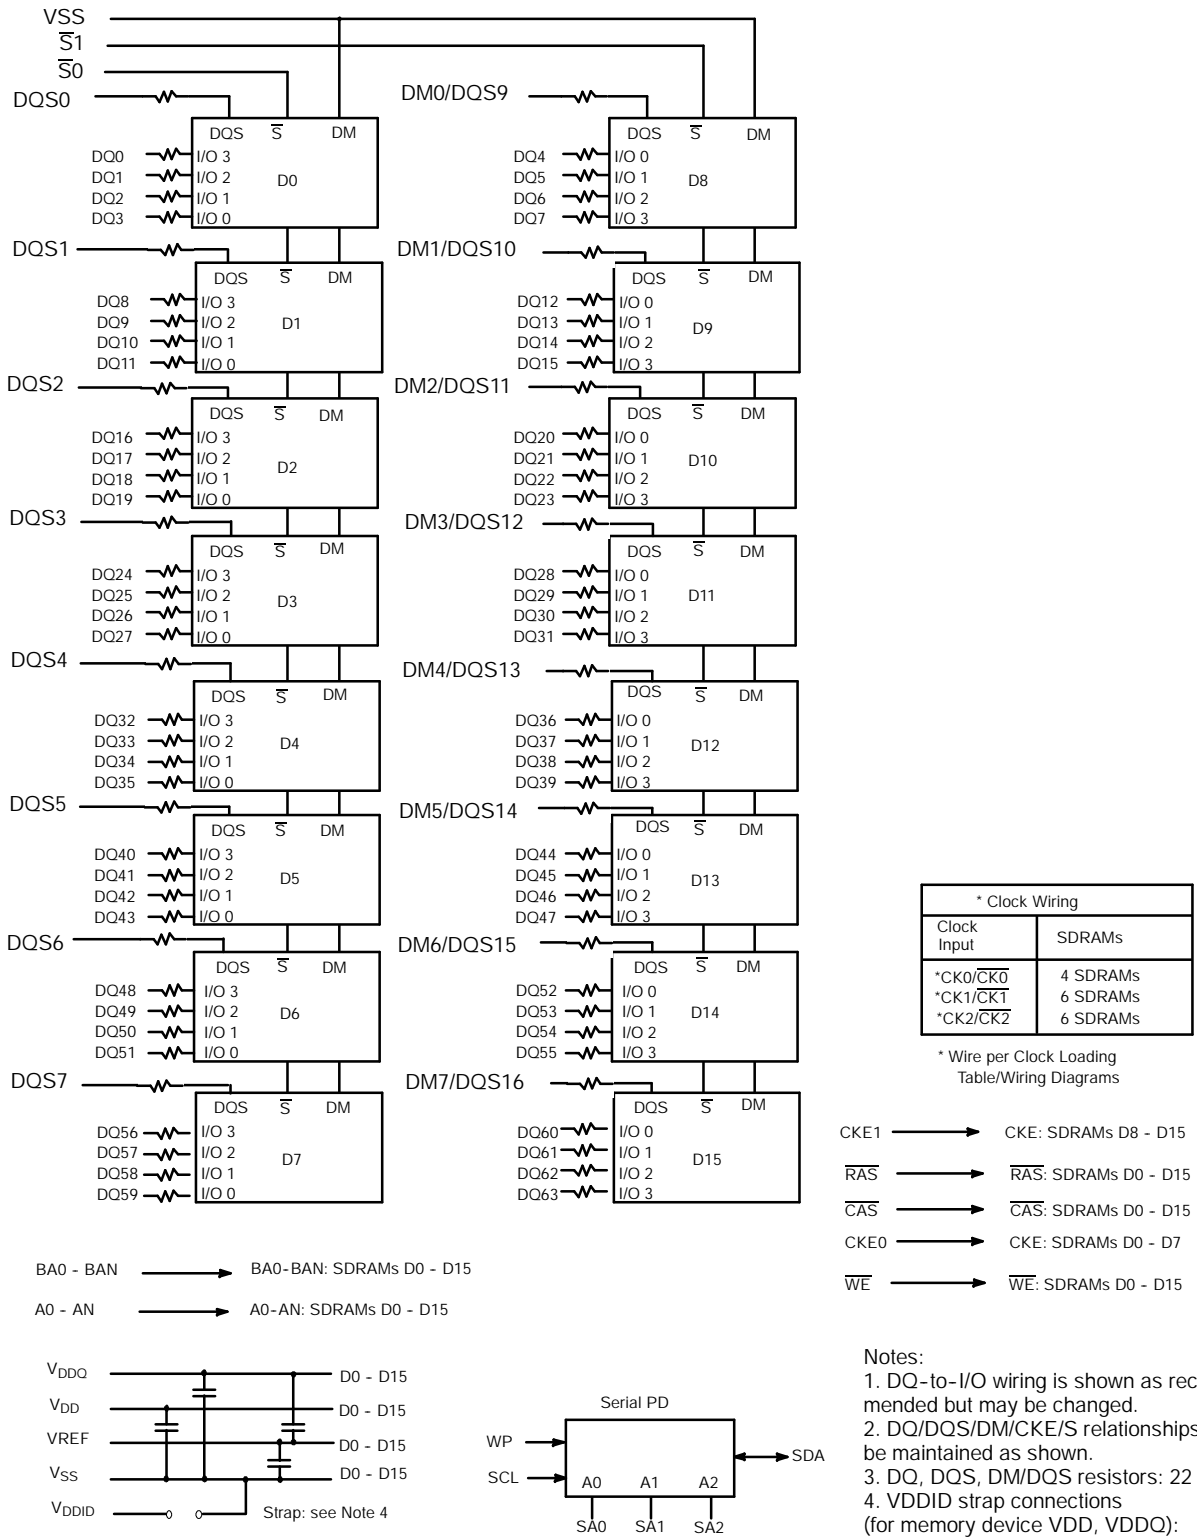 VSS
S1
S0
DQS0
DM0/DQS9
DQS S DM
DQ0 I/O 3
DQ1 I/O 2
DQ2 I/O 1
DQ3 I/O 0
D0
DQS S DM
DQ4 I/O 0
DQ5 I/O 1
DQ6 I/O 2
DQ7 I/O 3
D8
DQS1
DM1/DQS10
DQS S DM
DQ8 I/O 3
DQ9 I/O 2
DQ10 I/O 1
DQ11 I/O 0
D1
DQS S DM
DQ12 I/O 0
DQ13 I/O 1
DQ14 I/O 2
DQ15 I/O 3
D9
DQS2
DM2/DQS11
DQS S DM
DQ16 I/O 3
DQ17 I/O 2
DQ18 I/O 1
DQ19 I/O 0
D2
DQS S DM
DQ20 I/O 0
DQ21 I/O 1
DQ22 I/O 2
DQ23 I/O 3
D10
DQS3
DM3/DQS12
DQS S DM
DQ24 I/O 3
DQ25 I/O 2
DQ26 I/O 1
DQ27 I/O 0
D3
DQS S DM
DQ28 I/O 0
DQ29 I/O 1
DQ30 I/O 2
DQ31 I/O 3
D11
DQS4
DM4/DQS13
DQS S DM
DQ32 I/O 3
DQ33 I/O 2
DQ34 I/O 1
DQ35 I/O 0
D4
DQS S DM
DQ36 I/O 0
DQ37 I/O 1
DQ38 I/O 2
DQ39 I/O 3
D12
DQS5
DM5/DQS14
DQS S DM
DQ40 I/O 3
DQ41 I/O 2
DQ42 I/O 1
DQ43 I/O 0
D5
DQS S DM
DQ44 I/O 0
DQ45 I/O 1
DQ46 I/O 2
DQ47 I/O 3
D13
DQS6
DM6/DQS15
DQS S DM
DQ48 I/O 3
DQ49 I/O 2
DQ50 I/O 1
DQ51 I/O 0
D6
DQS S DM
DQ52 I/O 0
DQ53 I/O 1
DQ54 I/O 2
DQ55 I/O 3
D14
DQS7
DM7/DQS16
DQS S DM
DQ56 I/O 3
DQ57 I/O 2
DQ58 I/O 1
DQ59 I/O 0
D7
DQS S DM
DQ60 I/O 0
DQ61 I/O 1
DQ62 I/O 2
DQ63 I/O 3
D15
* Clock Wiring
Clock Input
SDRAMs
*CK0/CK0 4 SDRAMs
*CK1/CK1 6 SDRAMs
*CK2/CK2 6 SDRAMs
* Wire per Clock Loading
Table/Wiring Diagrams
CKE1 CKE: SDRAMs D8 - D15
RAS RAS: SDRAMs D0 - D15
CAS CAS: SDRAMs D0 - D15
CKE0 CKE: SDRAMs D0 - D7
WE WE: SDRAMs D0 - D15
BA0 - BAN BA0-BAN: SDRAMs D0 - D15
A0 - AN A0-AN: SDRAMs D0 - D15
VDDQ D0 - D15
VDD D0 - D15
VREF D0 - D15
VSS D0 - D15
VDDID Strap: see Note 4
Serial PD
WP
SCL
SDA
A0 A1 A2
SA0 SA1 SA2
Notes:
1. DQ-to-I/O wiring is shown as rec
mended but may be changed.
2. DQ/DQS/DM/CKE/S relationships
be maintained as shown.
3. DQ, DQS, DM/DQS resistors: 22
4. VDDID strap connections
(for memory device VDD, VDDQ):